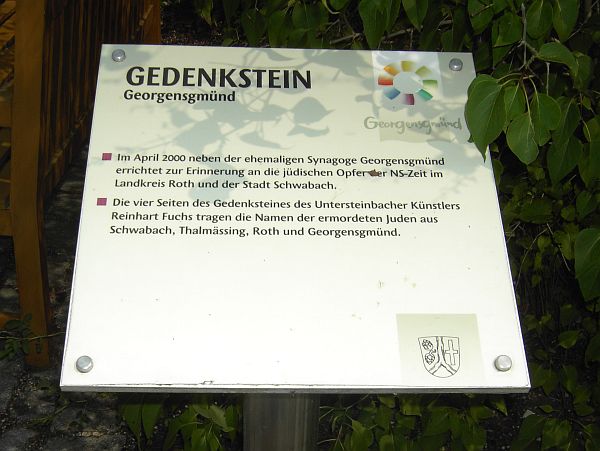 GEDENKSTEIN
Georgensgmünd
Georgensgmünd
Im April 2000 neben der ehemaligen Synagoge Georgensgmünd
errichtet zur Erinnerung an die jüdischen Opfer der NS-Zeit im
Landkreis Roth und der Stadt Schwabach.
Die vier Seiten des Gedenksteines des Untersteinbacher Künstlers
Reinhart Fuchs tragen die Namen der ermordeten Juden aus
Schwabach, Thalmässing, Roth und Georgensgmünd.